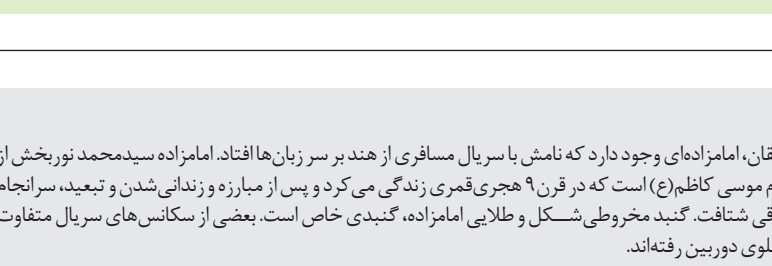 امامزاده‌ای وجود دارد که نامش با سریال مسافری از هند بر سر زبان‌ها افتاد. امامزاده سیدمحمد نوربخش از
موسی کاظم(ع) است که در قرن ۹ هجری‌قمری زندگی می‌کرد و پس از مبارزه و زندانی‌شدن و تبعید، سرانجام
شتافت. گنبد مخروطی‌شکل و طلایی امامزاده، گنبدی خاص است. بعضی از سکانس‌های سریال متفاوت
دوربین رفته‌اند.